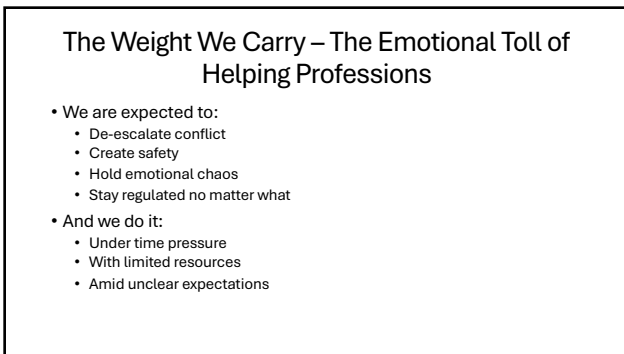 The Weight We Carry – The Emotional Toll of
Helping Professions
• We are expected to:
• De-escalate conflict
• Create safety
• Hold emotional chaos
• Stay regulated no matter what
• And we do it:
• Under time pressure
• With limited resources
• Amid unclear expectations